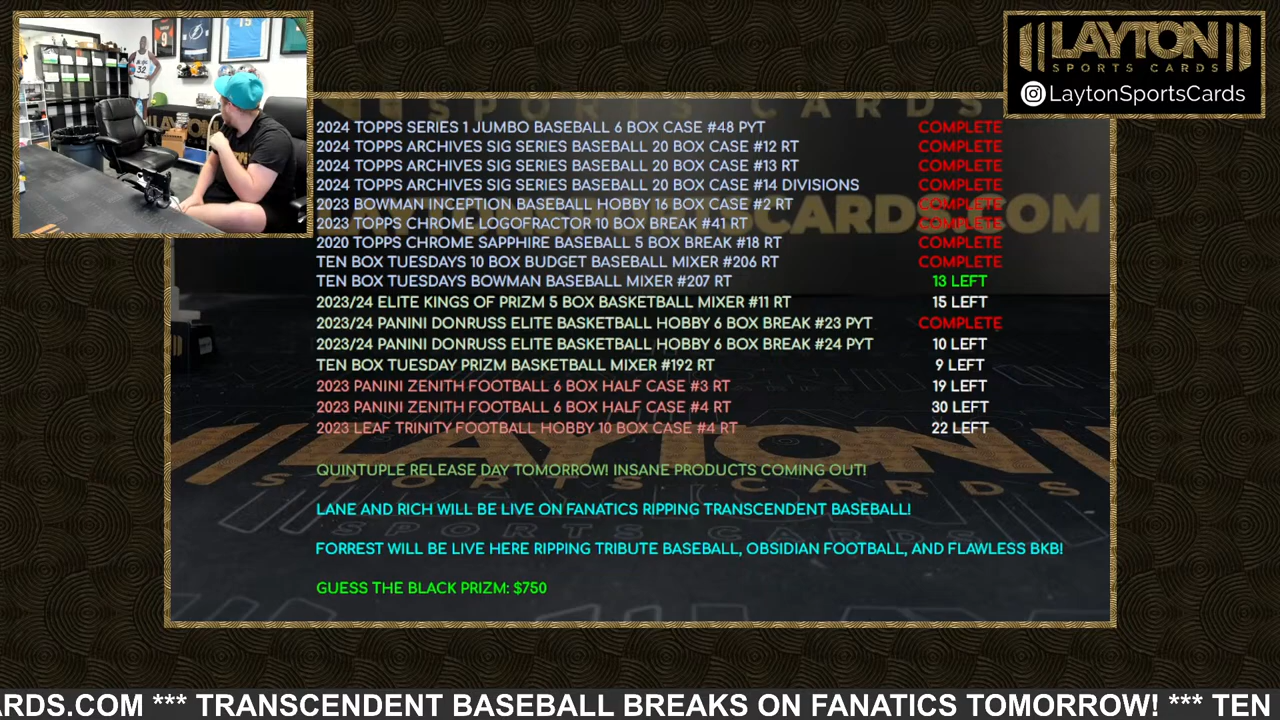 LAYTON
SPORTS CARDS
LaytonSportsCards
SPORTS CARDS
2024 TOPPS SERIES 1 JUMBO BASEBALL 6 BOX CASE #48 PYT COMPLETE
2024 TOPPS ARCHIVES SIG SERIES BASEBALL 20 BOX CASE #12 RT COMPLETE
2024 TOPPS ARCHIVES SIG SERIES BASEBALL 20 BOX CASE #13 RT COMPLETE
2024 TOPPS ARCHIVES SIG SERIES BASEBALL 20 BOX CASE #14 DIVISIONS COMPLETE
2023 BOWMAN INCEPTION BASEBALL HOBBY 16 BOX CASE #2 RT COMPLETE
2023 TOPPS CHROME LOGOFRACTOR 10 BOX BREAK #41 RT COMPLETE
CARDS.COM
2020 TOPPS CHROME SAPPHIRE BASEBALL 5 BOX BREAK #18 RT COMPLETE
TEN BOX TUESDAYS 10 BOX BUDGET BASEBALL MIXER #206 RT COMPLETE
TEN BOX TUESDAYS BOWMAN BASEBALL MIXER #207 RT 13 LEFT
2023/24 ELITE KINGS OF PRIZM 5 BOX BASKETBALL MIXER #11 RT 15 LEFT
2023/24 PANINI DONRUSS ELITE BASKETBALL HOBBY 6 BOX BREAK #23 PYT COMPLETE
2023/24 PANINI DONRUSS ELITE BASKETBALL HOBBY 6 BOX BREAK #24 PYT 10 LEFT
TEN BOX TUESDAY PRIZM BASKETBALL MIXER #192 RT 9 LEFT
2023 PANINI ZENITH FOOTBALL 6 BOX HALF CASE #3 RT 19 LEFT
2023 PANINI ZENITH FOOTBALL 6 BOX HALF CASE #4 RT 30 LEFT
2023 LEAF TRINITY FOOTBALL HOBBY 10 BOX CASE #4 RT 22 LEFT
LAYTON
SPORTS CARDS
QUINTUPLE RELEASE DAY TOMORROW! INSANE PRODUCTS COMING OUT!
LANE AND RICH WILL BE LIVE ON FANATICS RIPPING TRANSCENDENT BASEBALL!
FORREST WILL BE LIVE HERE RIPPING TRIBUTE BASEBALL, OBSIDIAN FOOTBALL, AND FLAWLESS BKB!
GUESS THE BLACK PRIZM: $750
ARDS.COM *** TRANSCENDENT BASEBALL BREAKS ON FANATICS TOMORROW! *** TEN